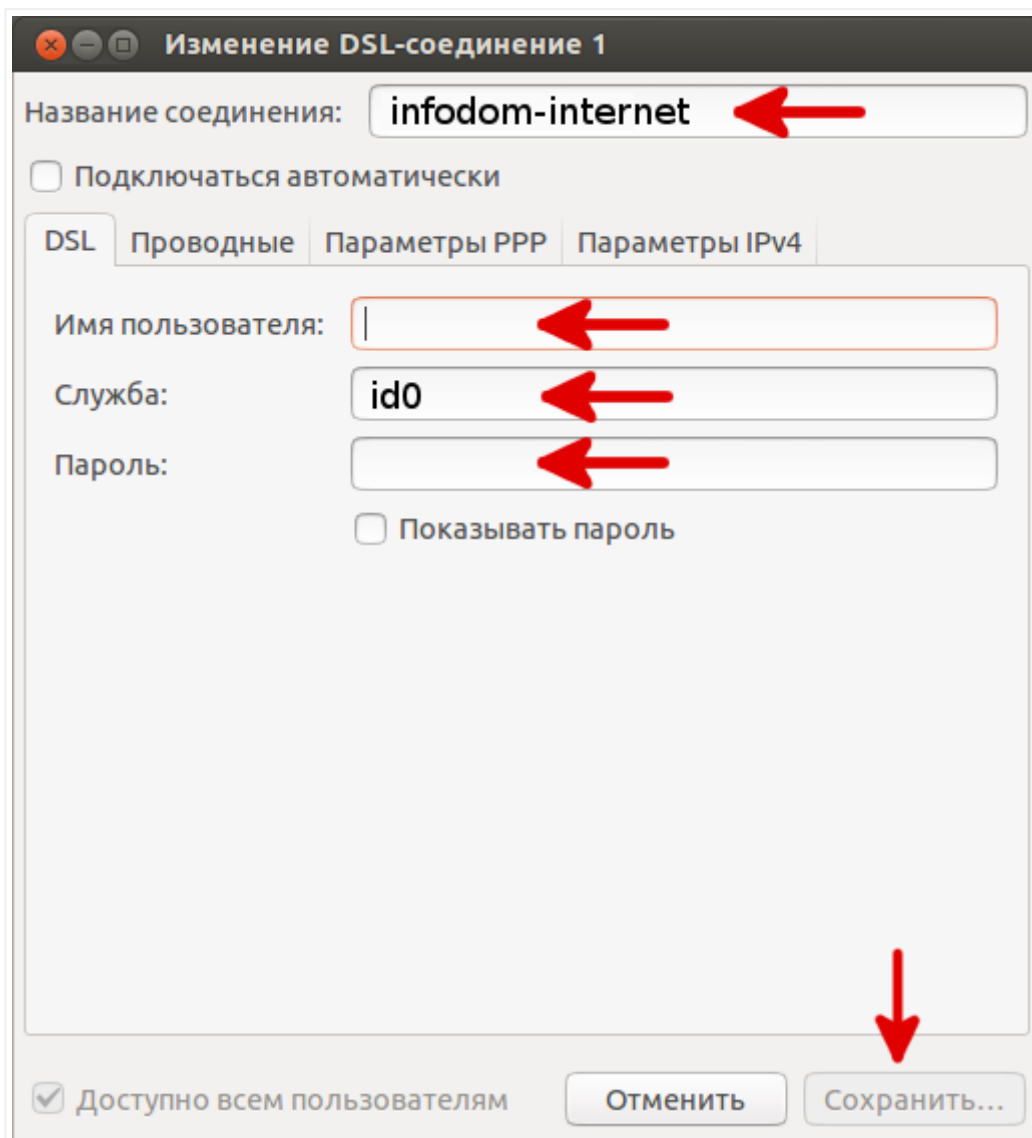 Изменение DSL-соединение 1
Название соединения: infodom-internet
Подключаться автоматически
DSL Проводные Параметры PPP Параметры IPv4
Имя пользователя:
Служба: id0
Пароль:
Показывать пароль
Доступно всем пользователям Отменить Сохранить...